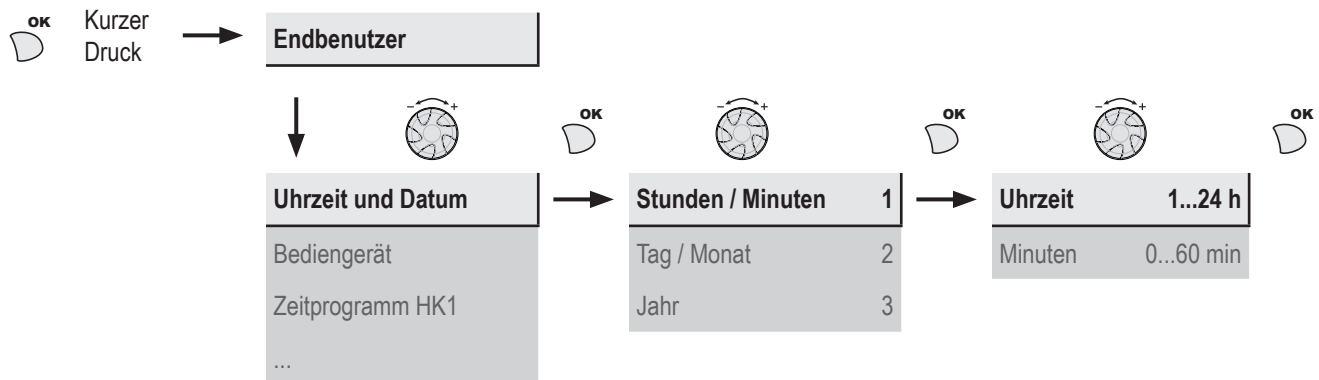 OK
Kurzer
Druck
Endbenutzer
- +
OK
- +
OK
- +
OK
Uhrzeit und Datum
Stunden / Minuten 1
Uhrzeit 1...24 h
Bediengerät
Tag / Monat 2
Minuten 0...60 min
Zeitprogramm HK1
Jahr 3
...